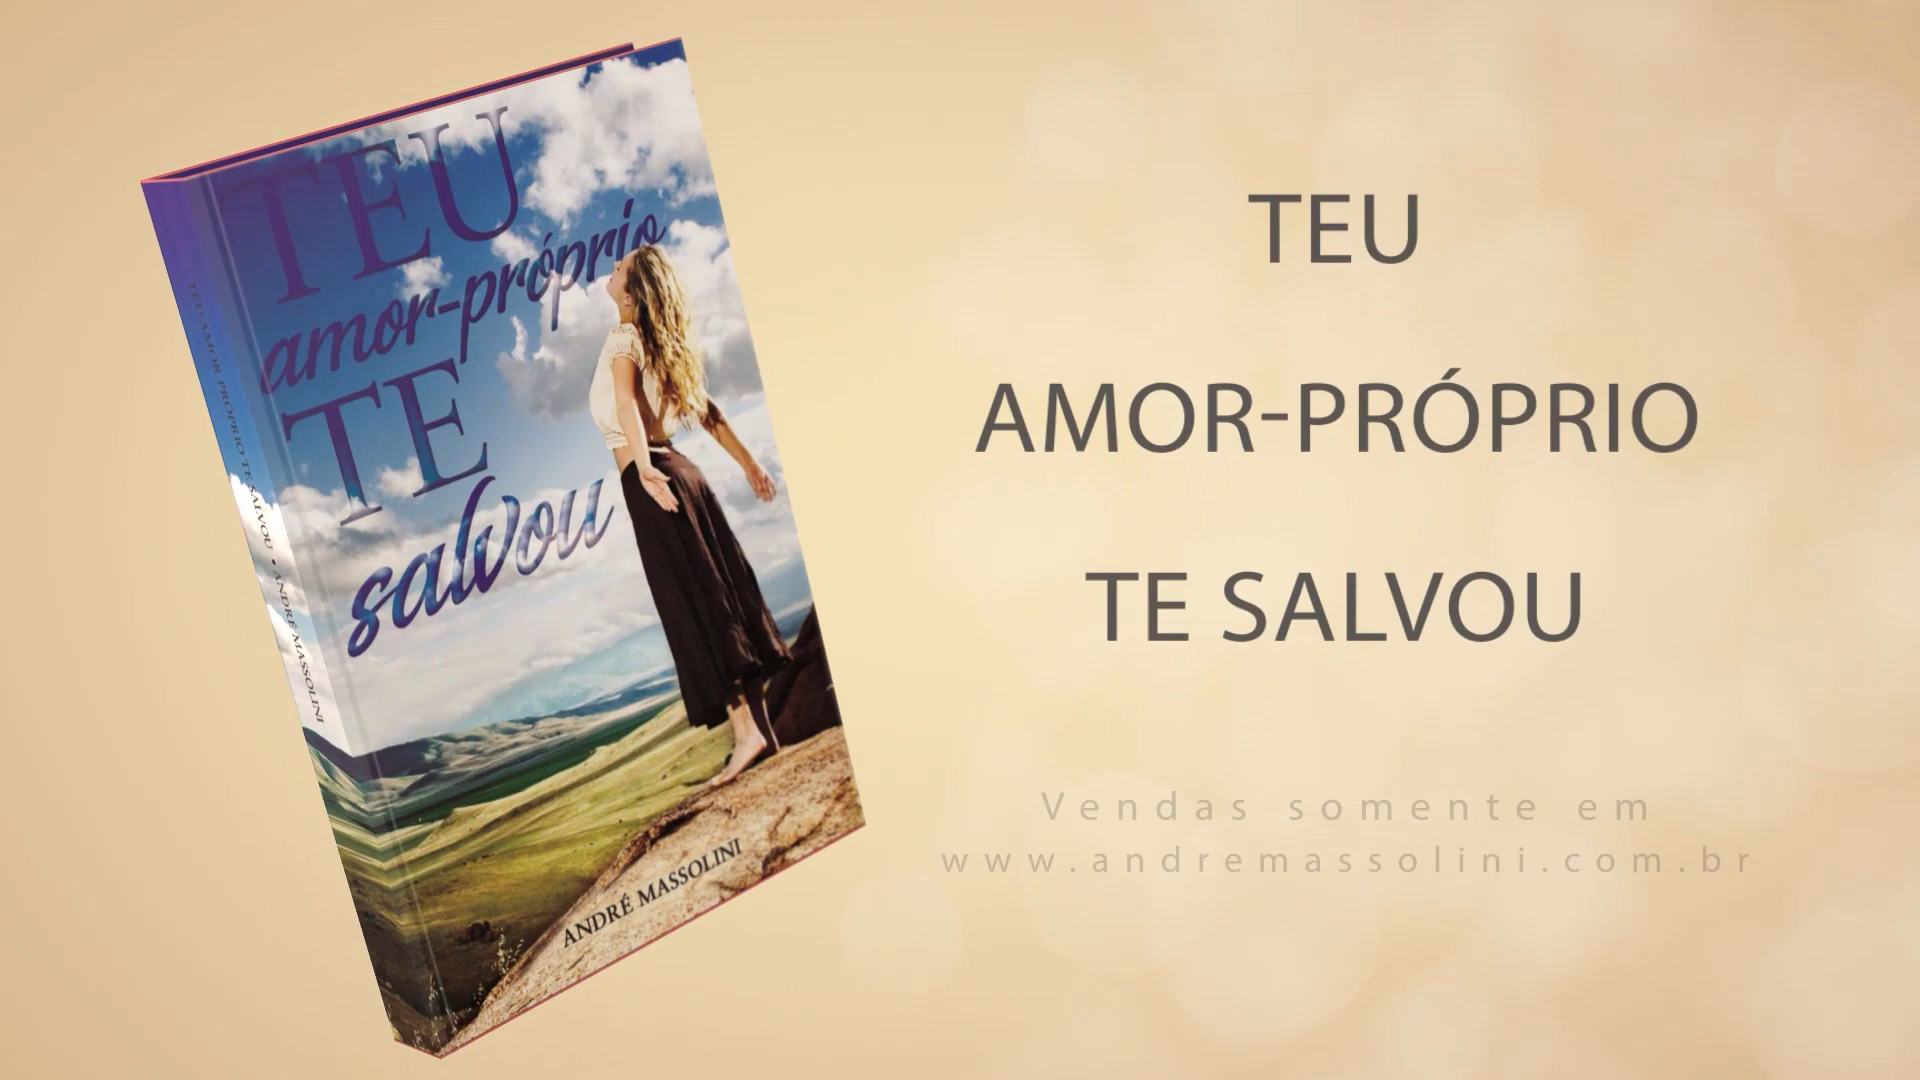 TEU
amor-próprio
TE
salvou
ANDRÉ MASSOLINI
TEU AMOR PRÓPRIO TE SALVOU • ANDRÉ MASSOLINI
TEU
AMOR-PRÓPRIO
TE SALVOU
Vendas somente em
www.andremassolini.com.br